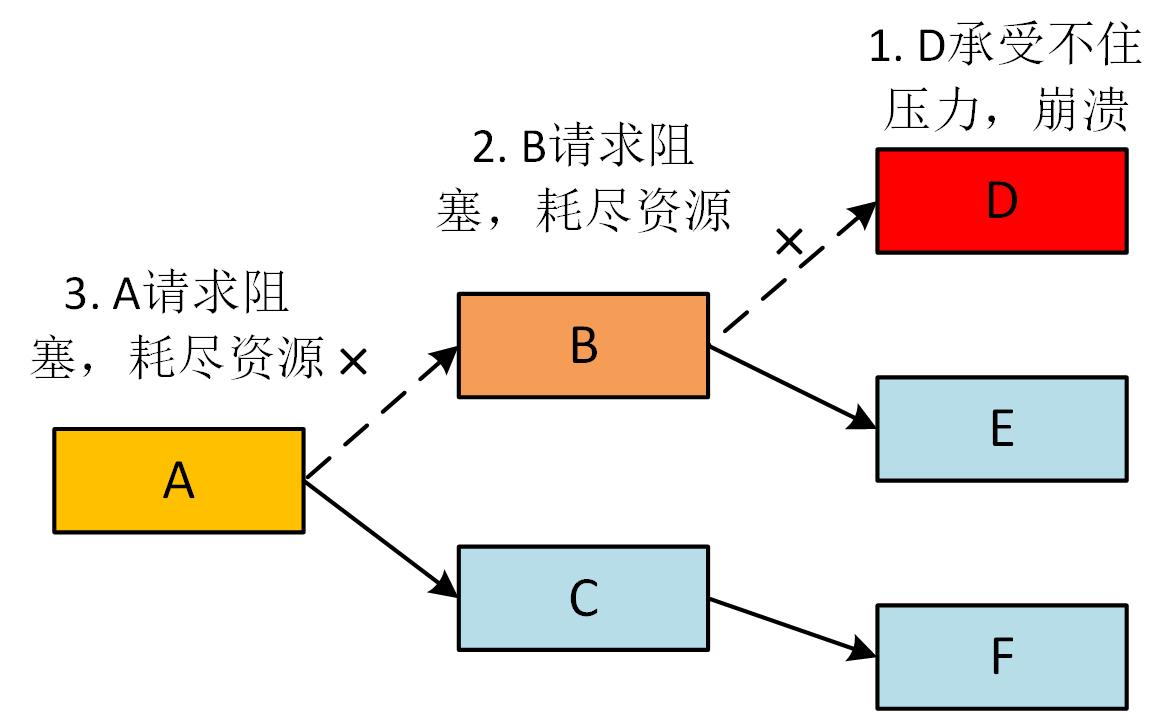 1. D承受不住
压力，崩溃
2. B请求阻
塞，耗尽资源
D
×
3. A请求阻
塞，耗尽资源
×
B
E
A
C
F